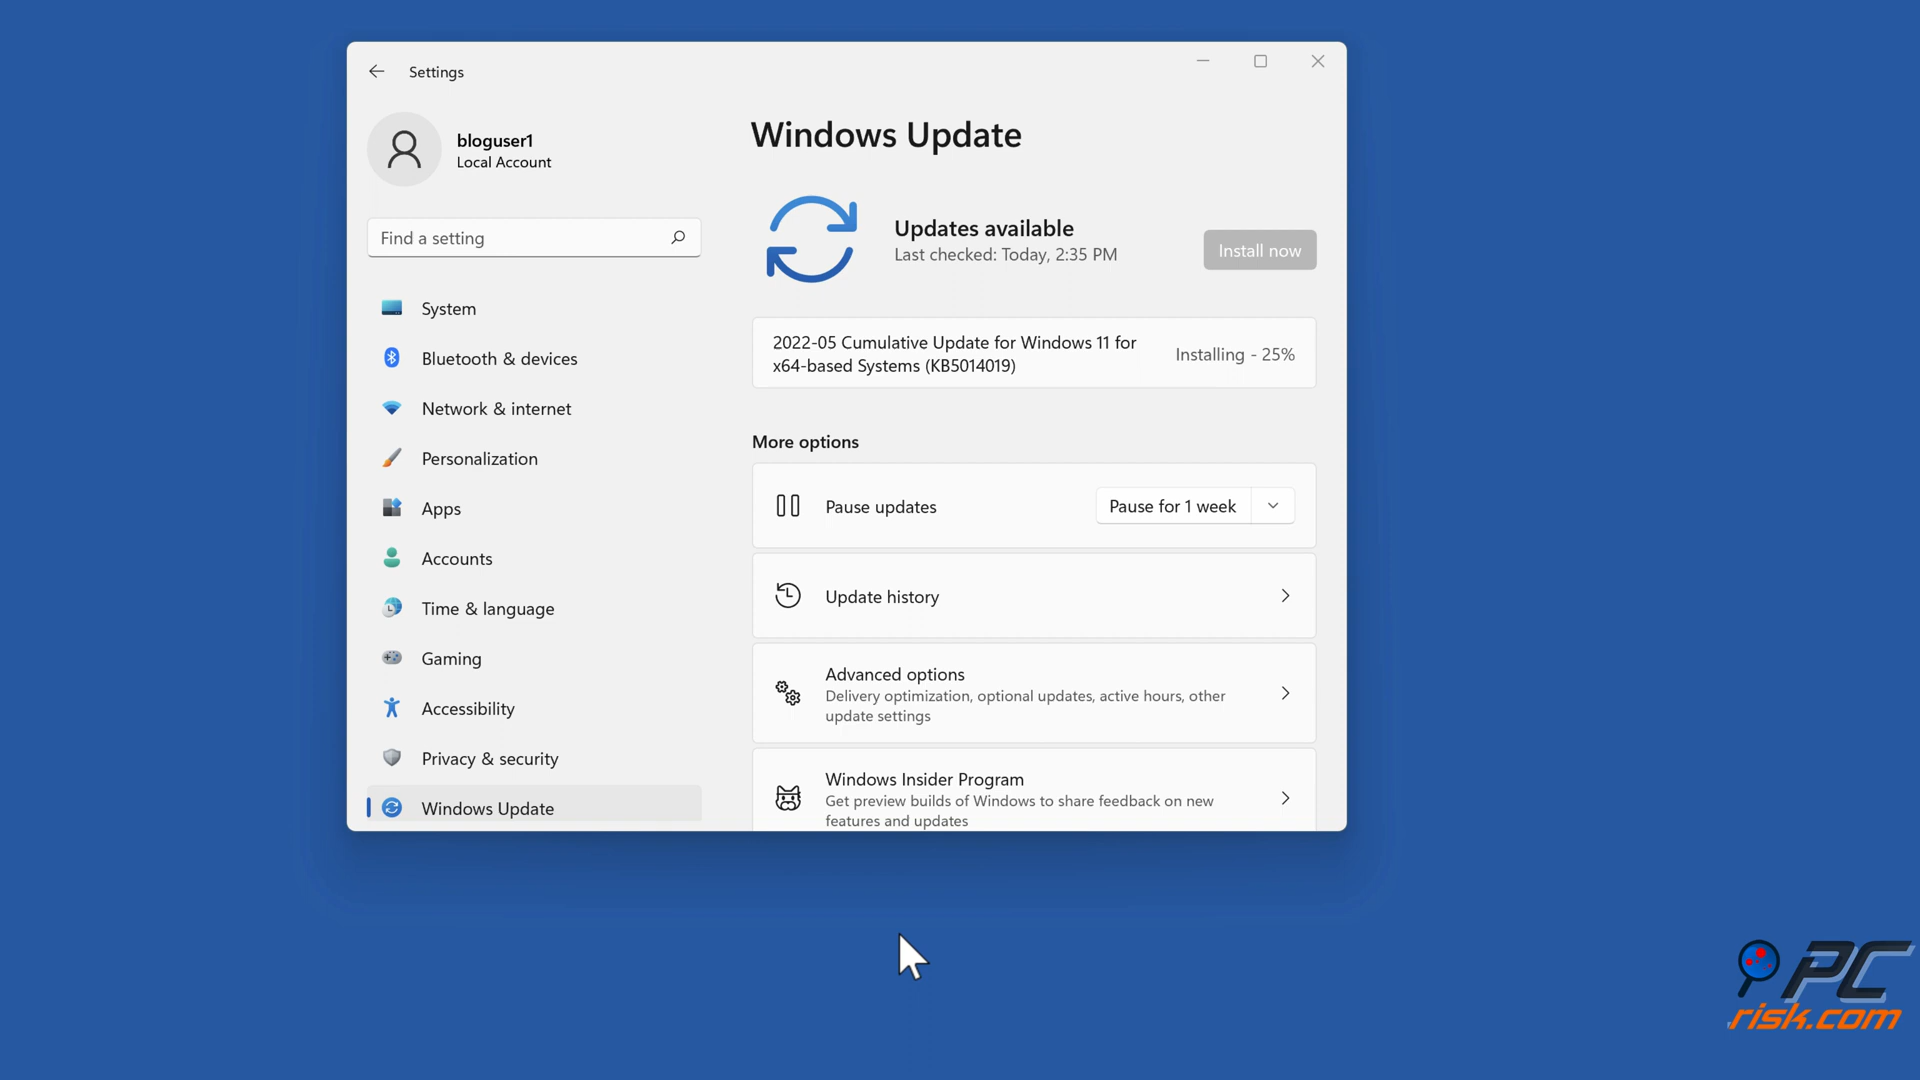 Settings
bloguser1
Local Account
Find a setting
System
Bluetooth & devices
Network & internet
Personalization
Apps
Accounts
Time & language
Gaming
Accessibility
Privacy & security
Windows Update
Windows Update
Updates available
Last checked: Today, 2:35 PM
Install now
2022-05 Cumulative Update for Windows 11 for
x64-based Systems (KB5014019)
Installing - 25%
More options
Pause updates
Pause for 1 week
Update history
Advanced options
Delivery optimization, optional updates, active hours, other
update settings
Windows Insider Program
Get preview builds of Windows to share feedback on new
features and updates
PC
risk.com